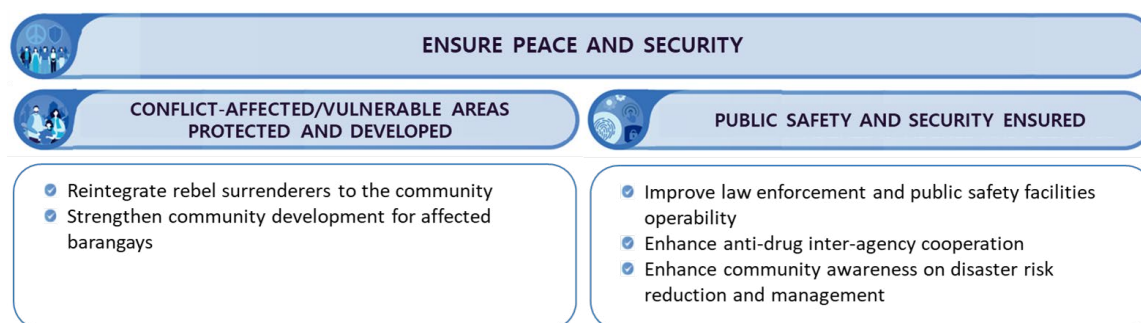 ENSURE PEACE AND SECURITY
CONFLICT-AFFECTED/VULNERABLE AREAS
PROTECTED AND DEVELOPED
Reintegrate rebel surrenderers to the community
Strengthen community development for affected
barangays
PUBLIC SAFETY AND SECURITY ENSURED
Improve law enforcement and public safety facilities
operability
Enhance anti-drug inter-agency cooperation
Enhance community awareness on disaster risk
reduction and management